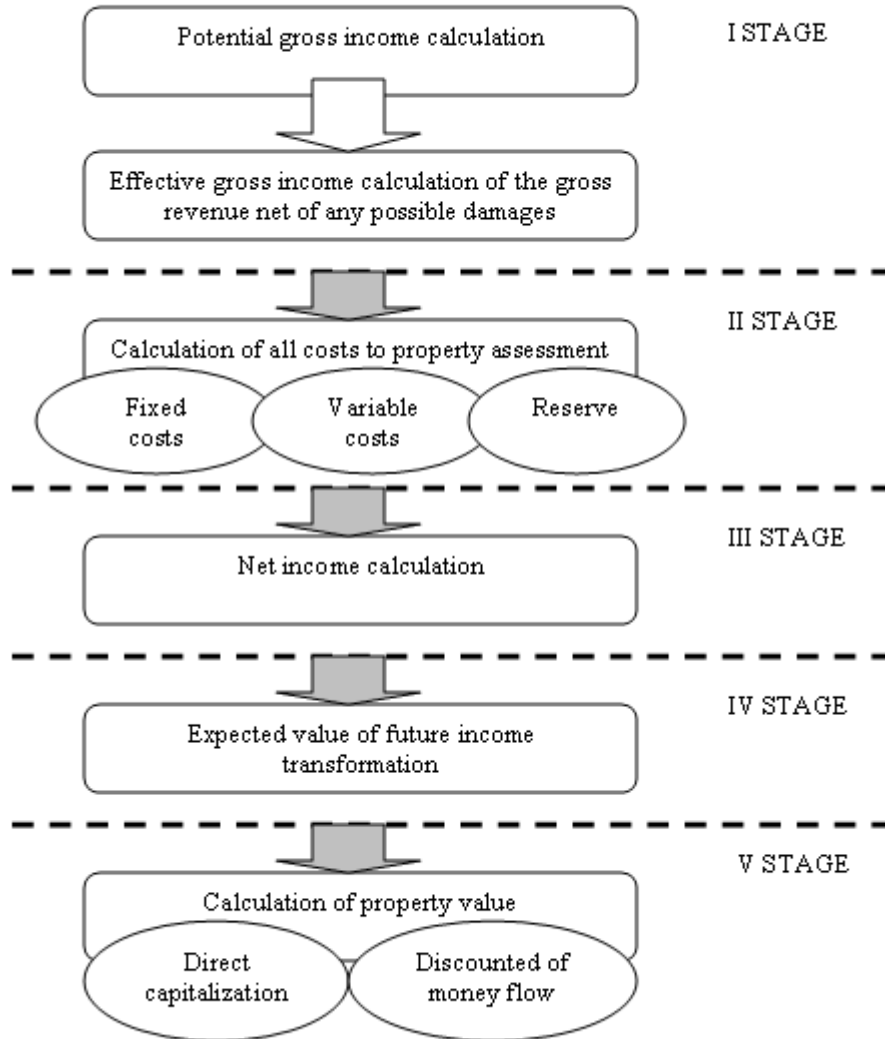 Potential gross income calculation
I STAGE
Effective gross income calculation of the gross
revenue net of any possible damages
II STAGE
Calculation of all costs to property assessment
Fixed
costs
Variable
costs
Reserve
III STAGE
Net income calculation
IV STAGE
Expected value of future income
transformation
V STAGE
Calculation of property value
Direct
capitalization
Discounted of
money flow